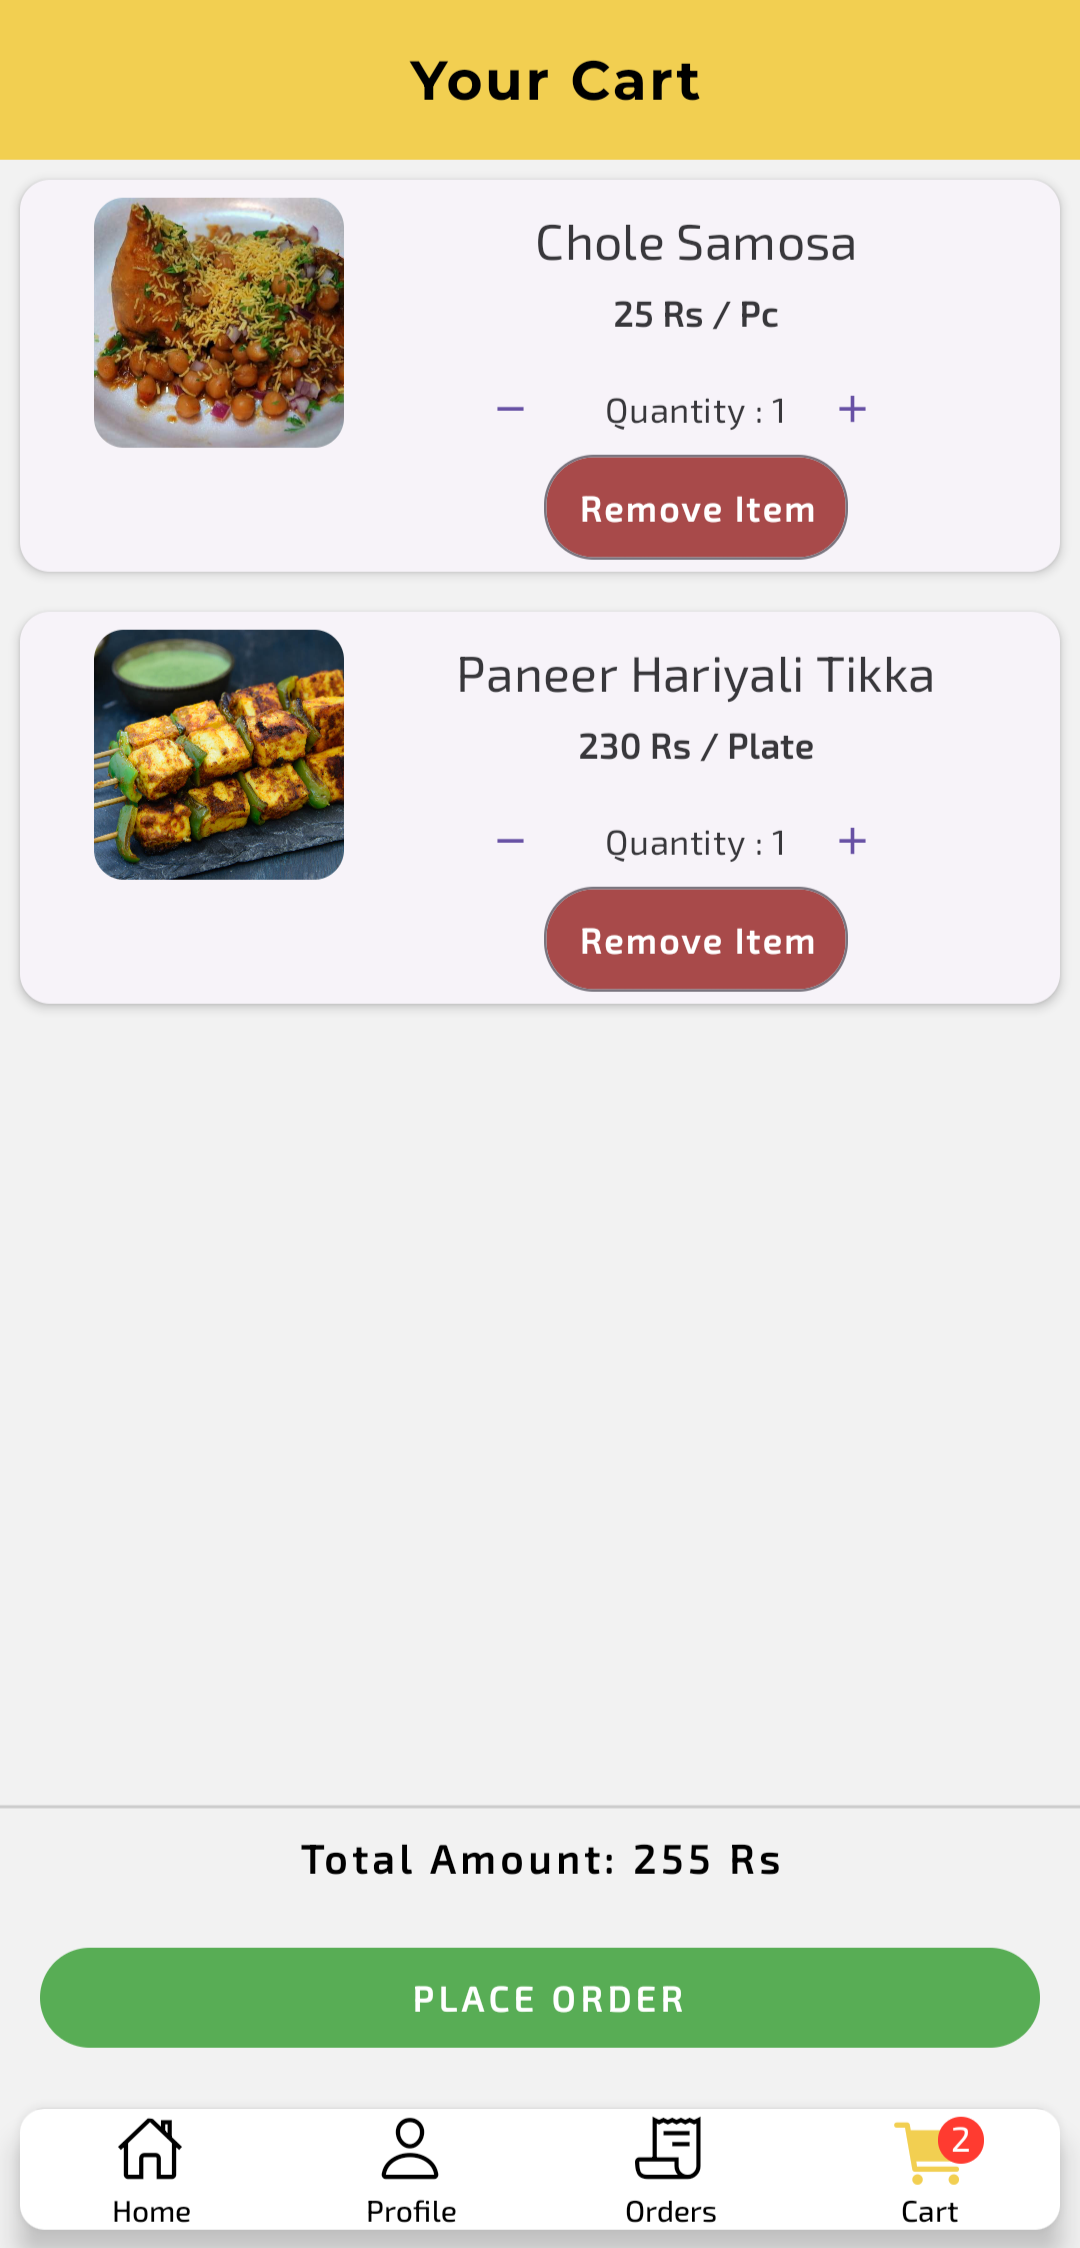 Your Cart
Chole Samosa
25 Rs / Pc
− Quantity : 1 +
Remove Item
Paneer Hariyali Tikka
230 Rs / Plate
− Quantity : 1 +
Remove Item
Total Amount: 255 Rs
PLACE ORDER
2
Home Profile Orders Cart